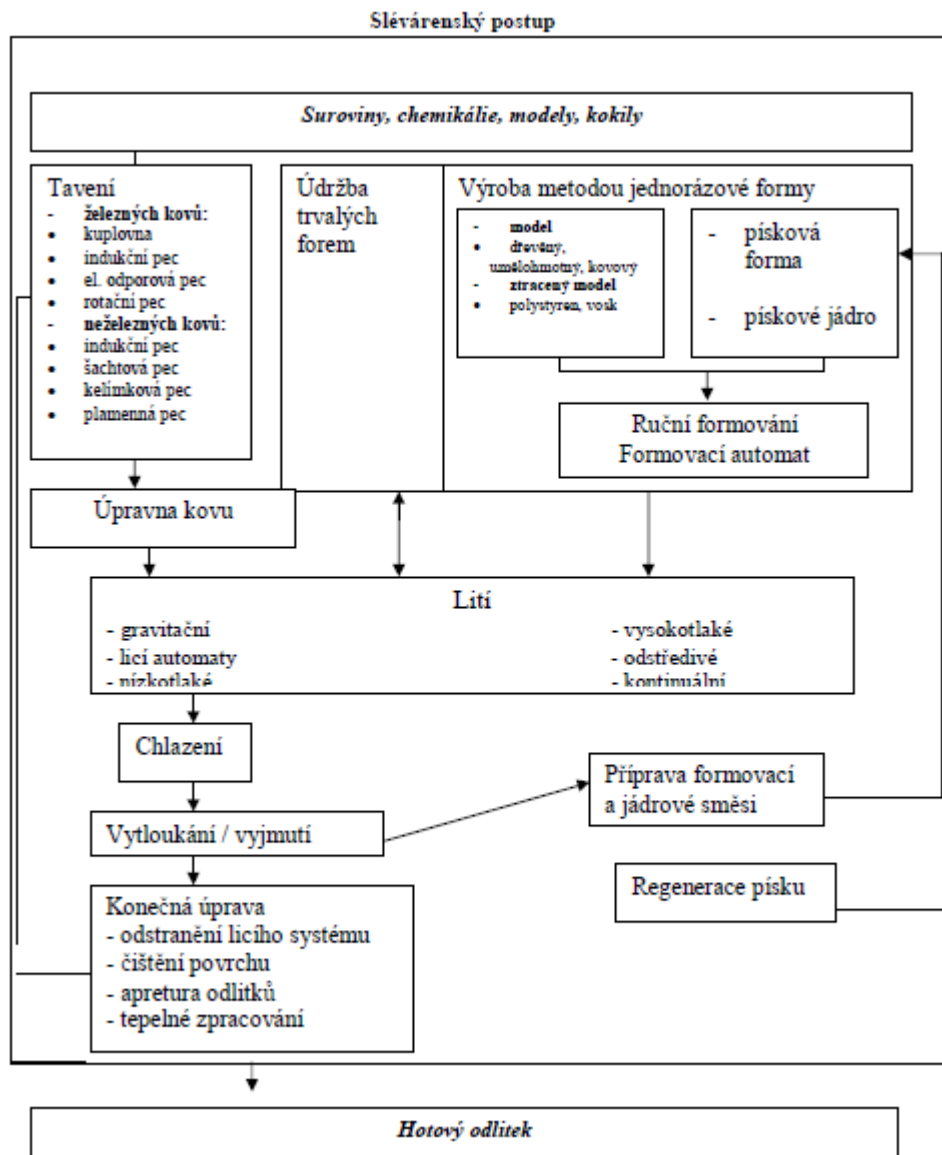 Slévárenský postup
Suroviny, chemikálie, modely, kokily
Tavení
- železných kovů:
• kuplovna
• indukční pec
• el. odporová pec
• rotační pec
- neželezných kovů:
• indukční pec
• šachtová pec
• kelímková pec
• plamenná pec
Údržba
trvalých
forem
Výroba metodou jednorázové formy
- model
• dřevěný,
umělohmotný, kovový
- ztracený model
• polystyren, vosk
- písková
forma
- pískové jádro
Ruční formování
Formovací automat
Úpravna kovu
Lití
- gravitační
- licí automaty
- nízkotlaké
- vysokotlaké
- odstředivé
- kontinuální
Chlazení
Vytloukání / vyjmutí
Příprava formovací
a jádrové směsi
Regenerace písku
Konečná úprava
- odstranění licího systému
- čištění povrchu
- apretura odlitků
- tepelné zpracování
Hotový odlitek